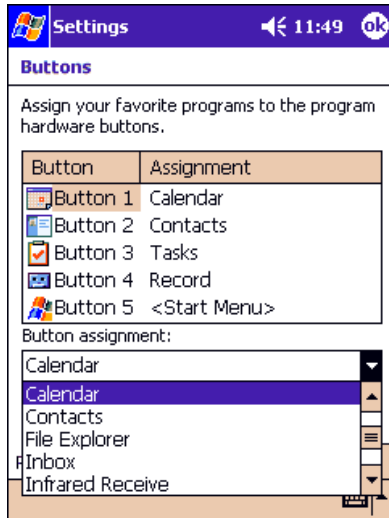 Settings 11:49 ok
Buttons
Assign your favorite programs to the program
hardware buttons.
Button Assignment
Button 1 Calendar
Button 2 Contacts
Button 3 Tasks
Button 4 Record
Button 5 <Start Menu>
Button assignment:
Calendar
Calendar
Contacts
File Explorer
Inbox
Infrared Receive